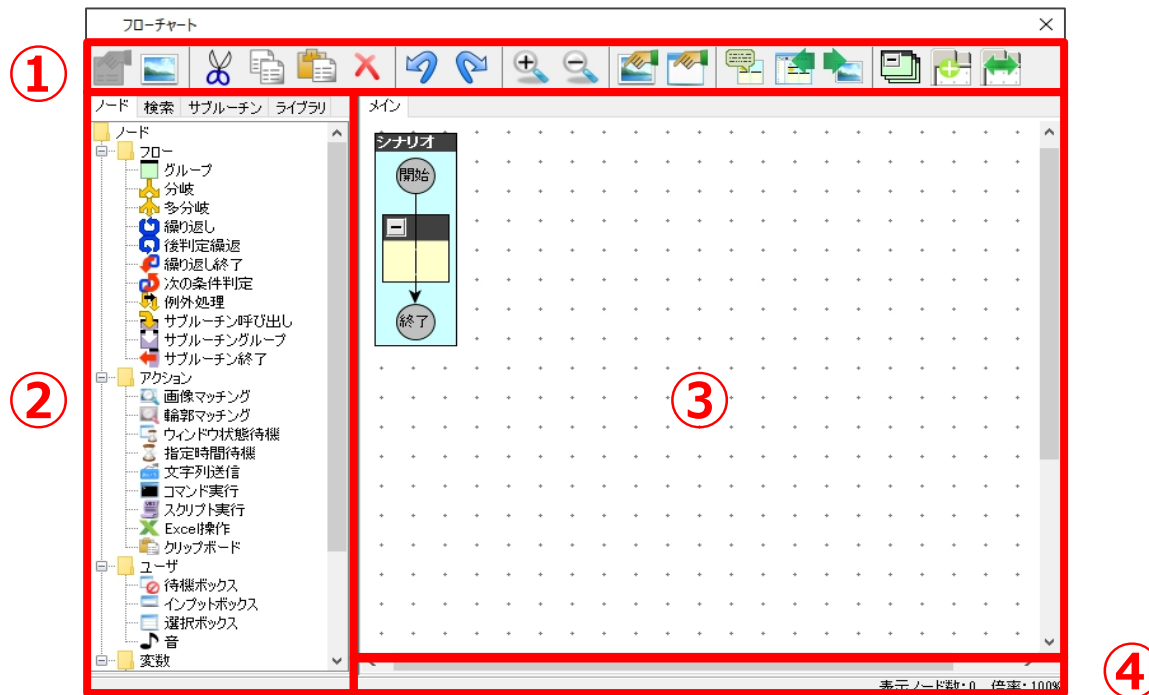 フローチャート
①
ノード 検索 サブルーチン ライブラリ
メイン
ノード
フロー
グループ
分岐
多分岐
繰り返し
後判定繰返
繰り返し終了
次の条件判定
例外処理
サブルーチン呼び出し
サブルーチングループ
サブルーチン終了
アクション
画像マッチング
輪郭マッチング
ウィンドウ状態待機
指定時間待機
文字列送信
コマンド実行
スクリプト実行
Excel操作
クリップボード
ユーザ
待機ボックス
インプットボックス
選択ボックス
音
変数
②
シナリオ
開始
終了
③
④
表示ノード数:0 倍率:100%